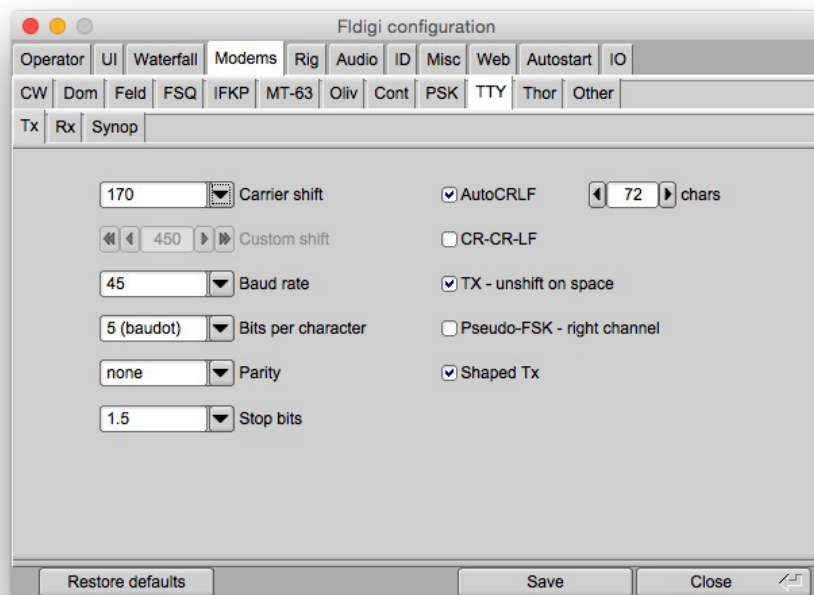 Fldigi configuration
Operator UI Waterfall Modems Rig Audio ID Misc Web Autostart IO
CW Dom Feld FSQ IFKP MT-63 Oliv Cont PSK TTY Thor Other
Tx Rx Synop
170 Carrier shift AutoCRLF 72 chars
450 Custom shift CR-CR-LF
45 Baud rate TX - unshift on space
5 (baudot) Bits per character Pseudo-FSK - right channel
none Parity Shaped Tx
1.5 Stop bits
Restore defaults Save Close